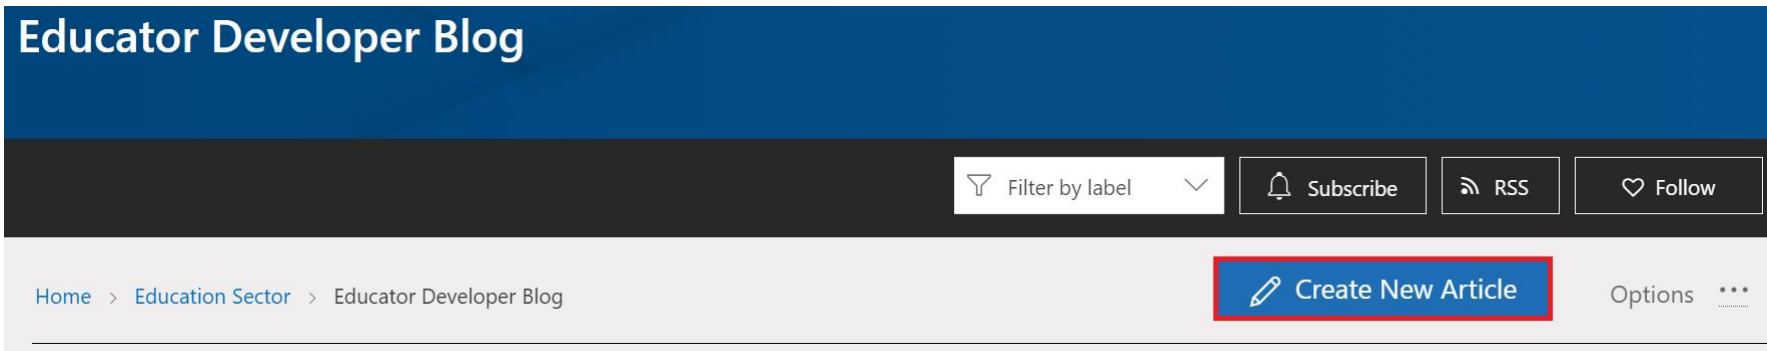 Educator Developer Blog
Filter by label
Subscribe
RSS
Follow
Home > Education Sector > Educator Developer Blog
Create New Article
Options ...